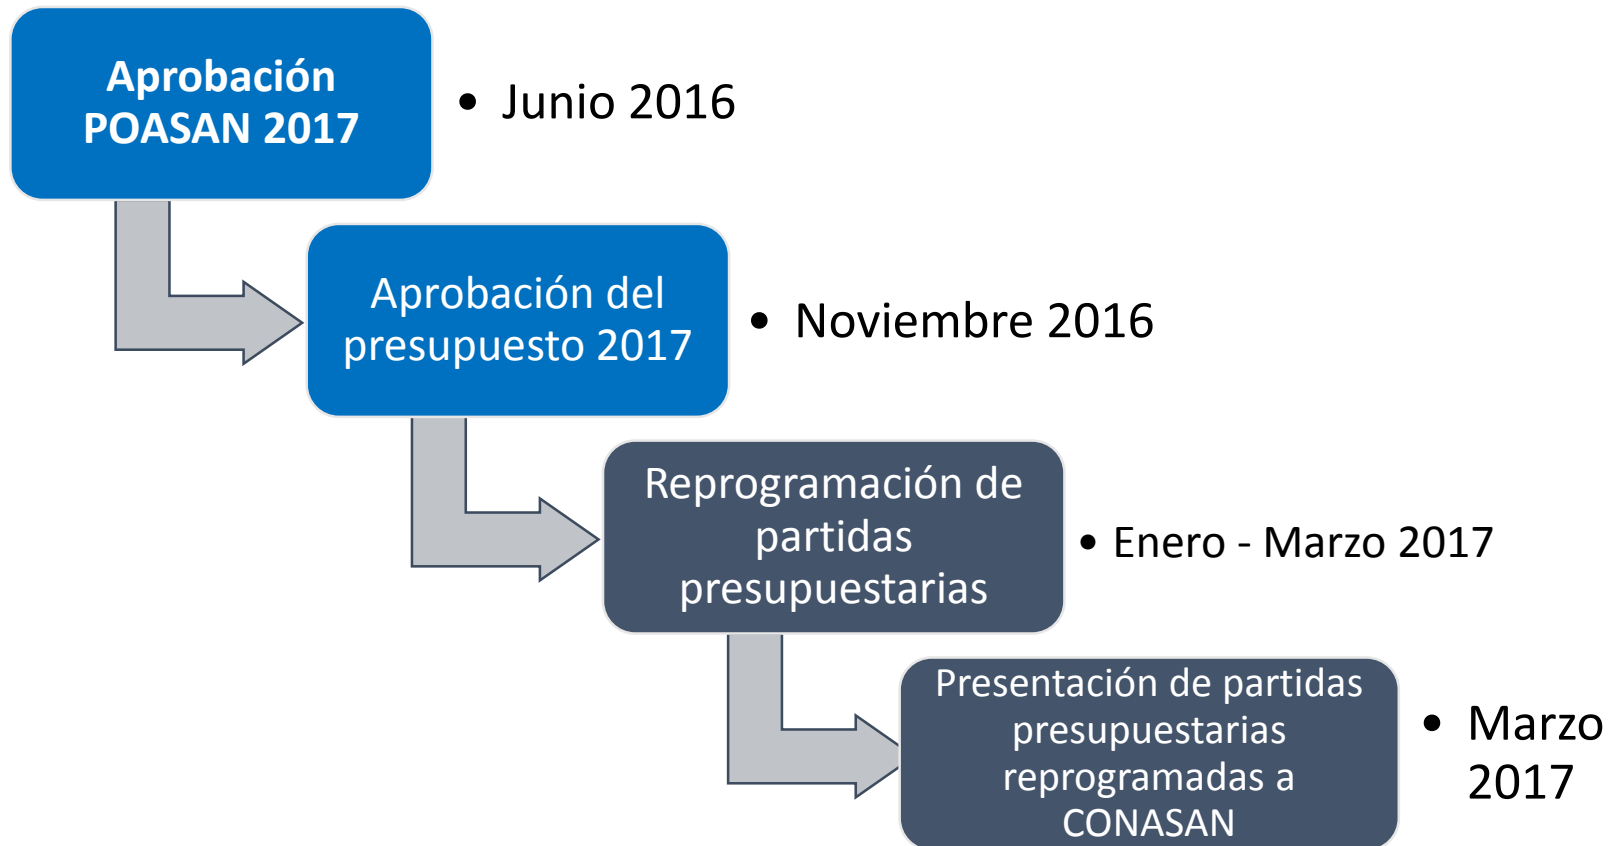 Aprobación
POASAN 2017
• Junio 2016
Aprobación del
presupuesto 2017
• Noviembre 2016
Reprogramación de
partidas
presupuestarias
• Enero - Marzo 2017
Presentación de partidas
presupuestarias
reprogramadas a
CONASAN
• Marzo
2017